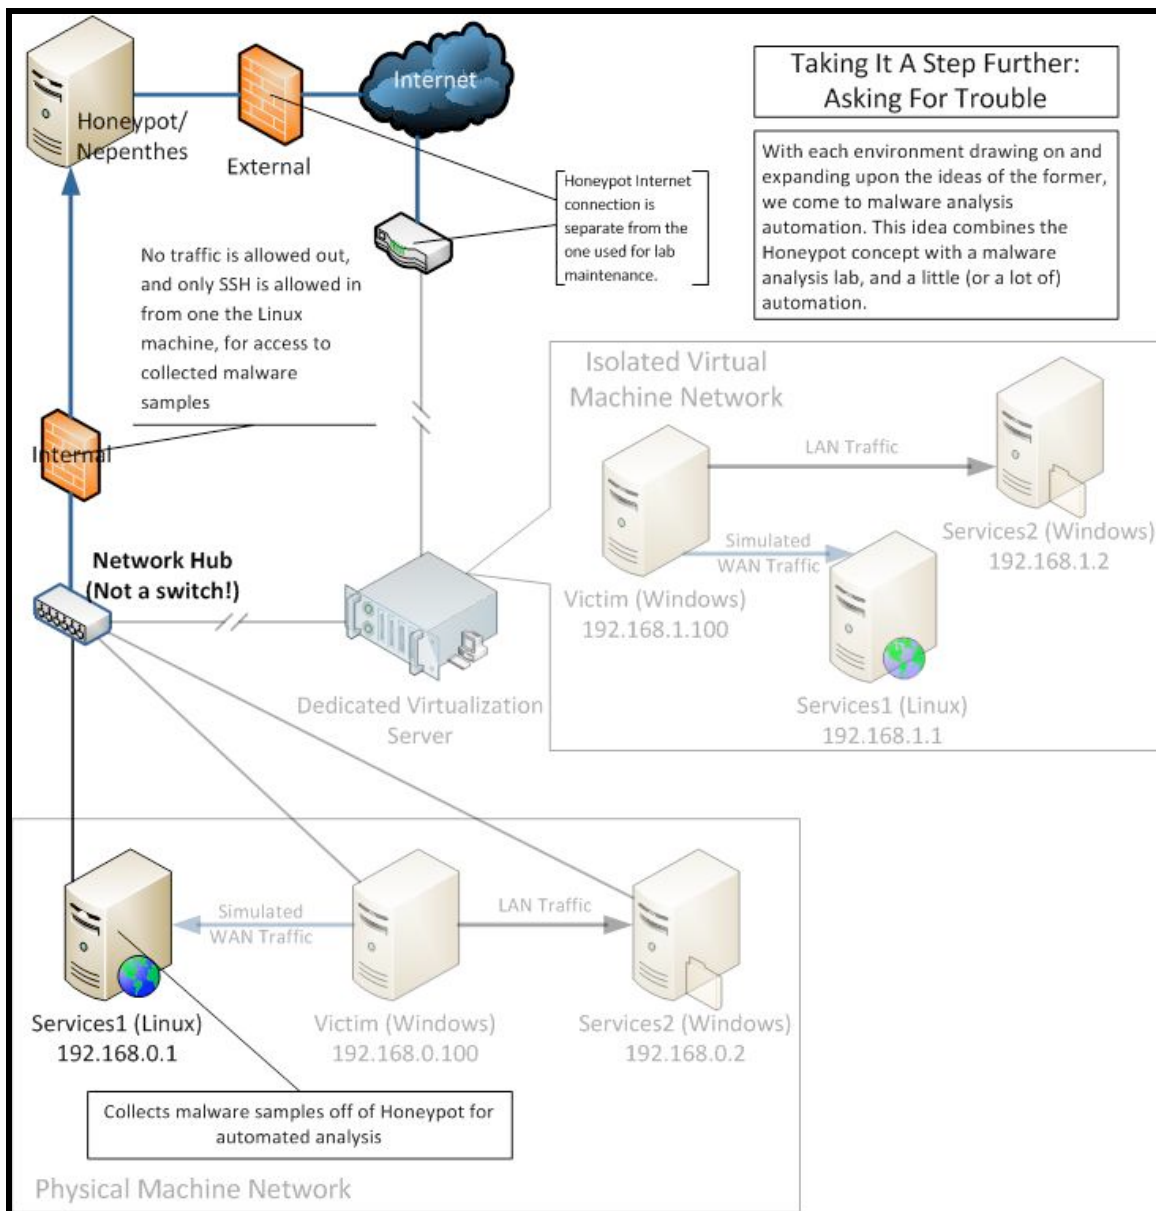 Honeypot/
Nepenthes
External
Internet
Taking It A Step Further:
Asking For Trouble
With each environment drawing on and
expanding upon the ideas of the former,
we come to malware analysis
automation. This idea combines the
Honeypot concept with a malware
analysis lab, and a little (or a lot of)
automation.
Honeypot Internet
connection is
separate from the
one used for lab
maintenance.
No traffic is allowed out,
and only SSH is allowed in
from one the Linux
machine, for access to
collected malware
samples
Internal
Isolated Virtual
Machine Network
LAN Traffic
Services2 (Windows)
192.168.1.2
Simulated
WAN Traffic
Victim (Windows)
192.168.1.100
Services1 (Linux)
192.168.1.1
Network Hub
(Not a switch!)
Dedicated Virtualization
Server
Simulated
WAN Traffic
LAN Traffic
Services1 (Linux)
192.168.0.1
Victim (Windows)
192.168.0.100
Services2 (Windows)
192.168.0.2
Collects malware samples off of Honeypot for
automated analysis
Physical Machine Network